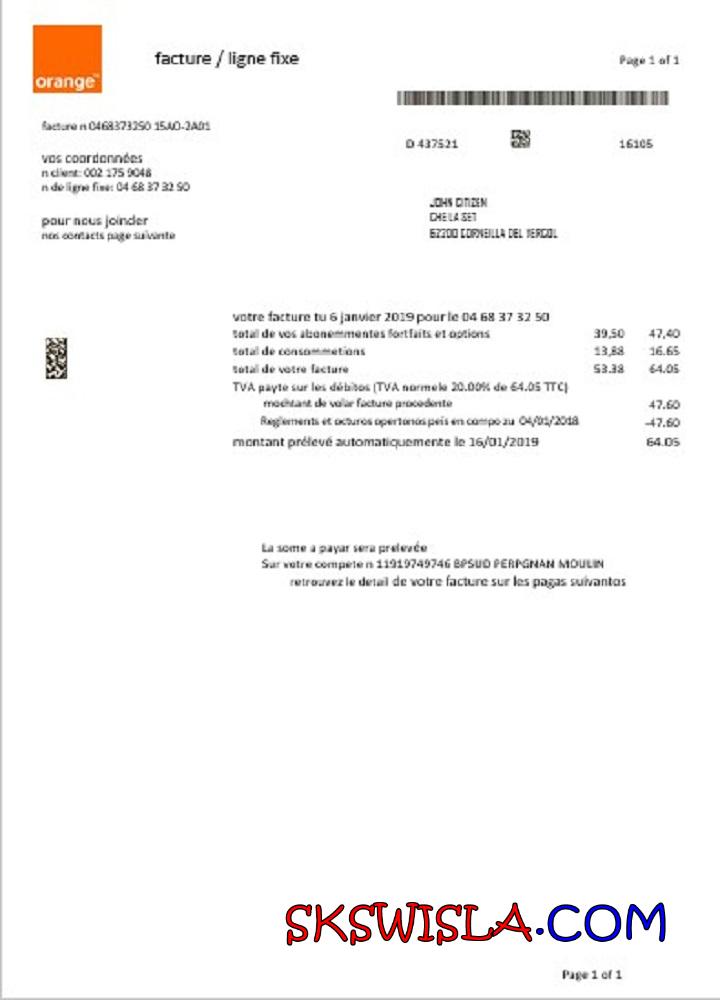 orange™
facture / ligne fixe
Page 1 of 1
facture n 0468373250 15AO-2A01
D 437521
16105
vos coordonnées
n client: 002 175 9048
n de ligne fixe: 04 68 37 32 50
JOHN CITIZEN
CHE LA SET
62200 CORNEILLA DEL
pour nous joinder
nos contacts page suivante
votre facture tu 6 janvier 2019 pour le 04 68 37 32 50
total de vos abonemmentes fortfaits et options 39,50 47,40
total de consommetions 13,88 16.65
total de votre facture 53.38 64.05
TVA payte sur les débitos (TVA normele 20.00% de 64.05 TTC)
mochtant de volar facture procedente 47.60
Reglements et octuros opertonos peis en compo zu 04/01/2018 -47.60
montant prélevé automatiquemente le 16/01/2019 64.05
La some a payar sera prelevée
Sur votre compete n 11919749746 BPSUD PERPGNAN MOULIN
retrouvez le detail de votre facture sur les pagas suivantos
SKSWISLA.COM
Page 1 of 1